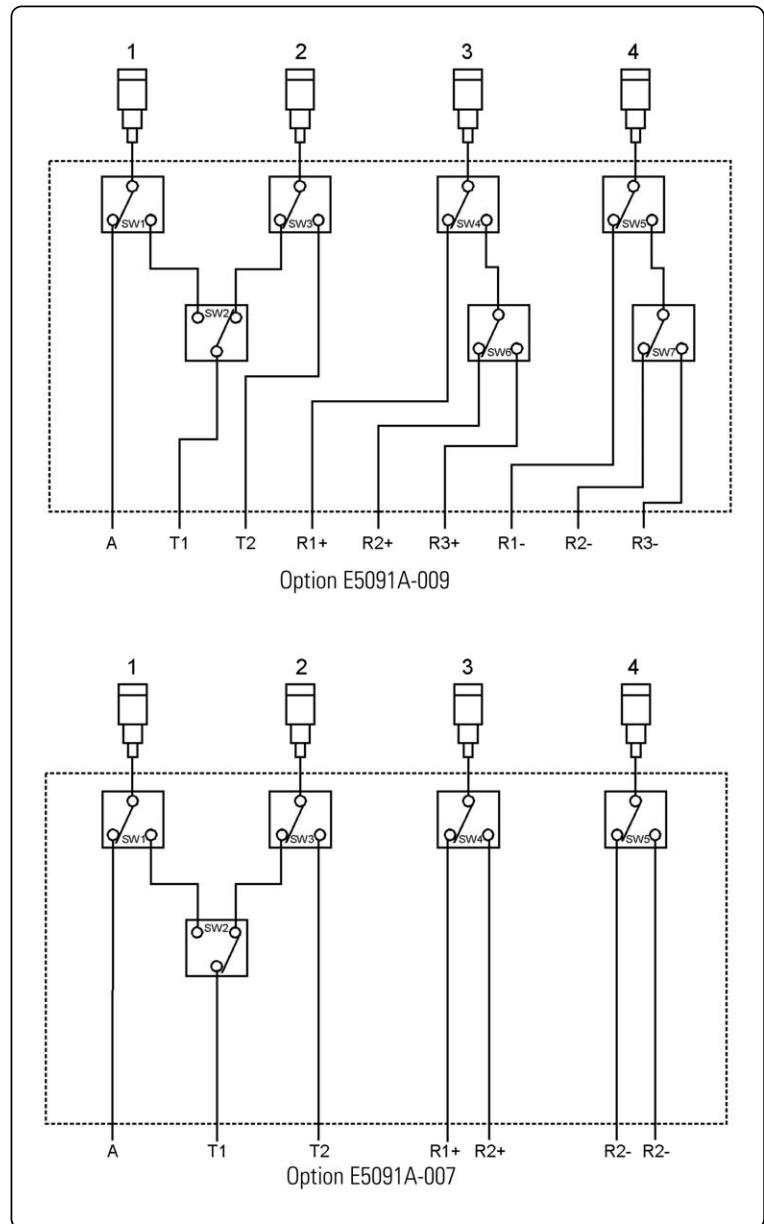 1 2 3 4
SW1 SW3 SW4 SW5
SW2
SW6 SW7
A T1 T2 R1+ R2+ R3+ R1- R2- R3-
Option E5091A-009
1 2 3 4
SW1 SW3 SW4 SW5
SW2
A T1 T2 R1+ R2+ R2- R2-
Option E5091A-007